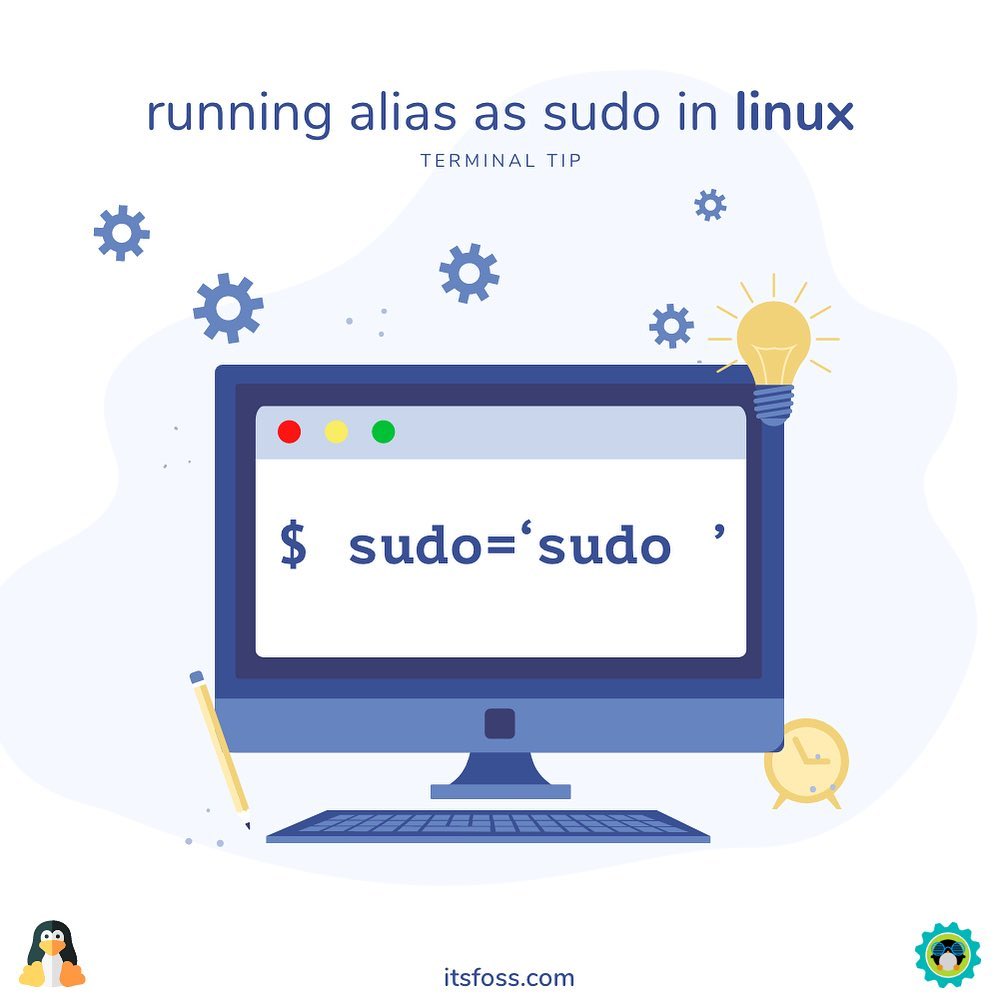 running alias as sudo in linux
TERMINAL TIP
$ sudo=‘sudo ’
itsfoss.com